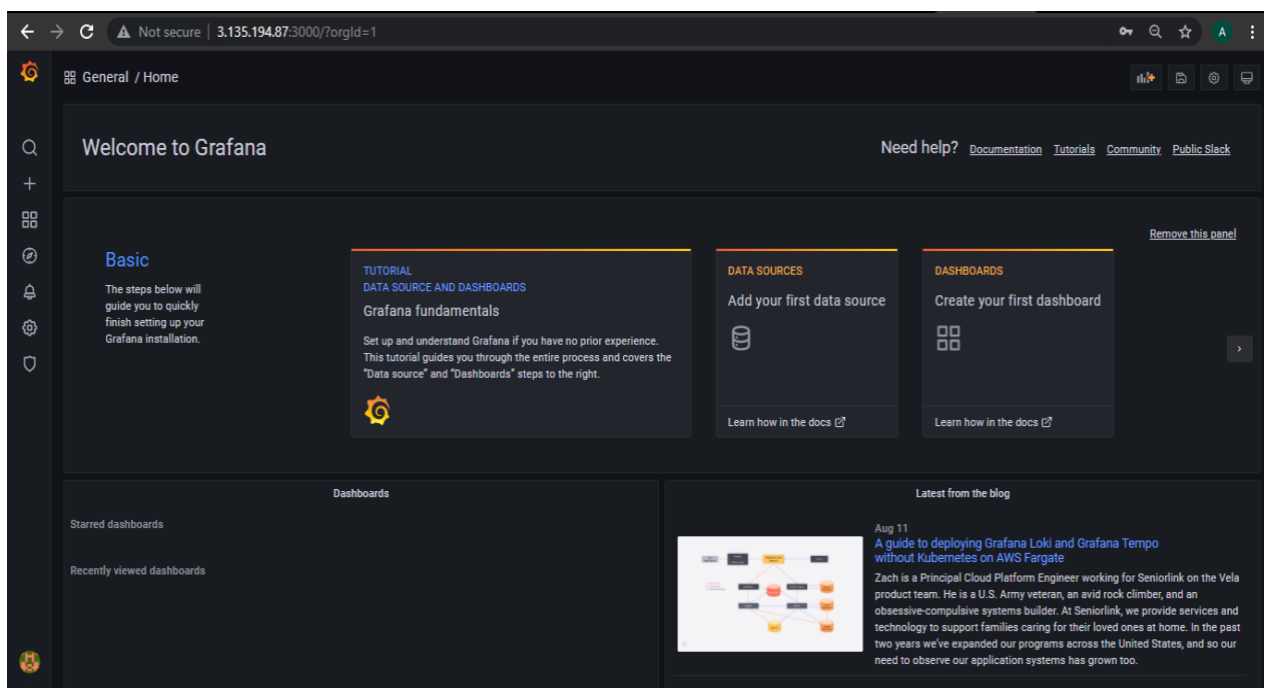 Not secure | 3.135.194.87:3000/?orgId=1
A
General / Home
Welcome to Grafana
Need help? Documentation Tutorials Community Public Slack
Remove this panel
Basic
The steps below will
guide you to quickly
finish setting up your
Grafana installation.
TUTORIAL
DATA SOURCE AND DASHBOARDS
Grafana fundamentals
Set up and understand Grafana if you have no prior experience.
This tutorial guides you through the entire process and covers the
"Data source" and "Dashboards" steps to the right.
DATA SOURCES
Add your first data source
Learn how in the docs
DASHBOARDS
Create your first dashboard
Learn how in the docs
Dashboards
Starred dashboards
Recently viewed dashboards
Latest from the blog
Aug 11
A guide to deploying Grafana Loki and Grafana Tempo
without Kubernetes on AWS Fargate
Zach is a Principal Cloud Platform Engineer working for Seniorlink on the Vela
product team. He is a U.S. Army veteran, an avid rock climber, and an
obsessive-compulsive systems builder. At Seniorlink, we provide services and
technology to support families caring for their loved ones at home. In the past
two years we've expanded our programs across the United States, and so our
need to observe our application systems has grown too.